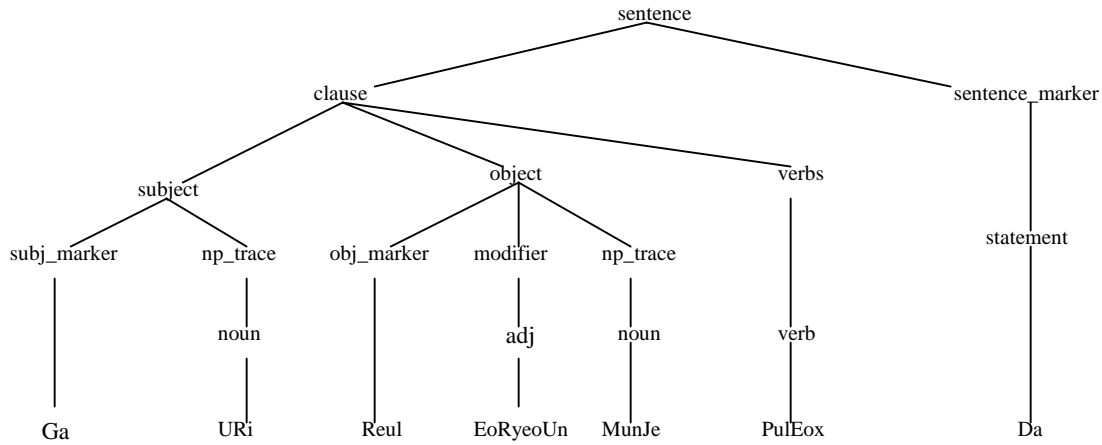 sentence
clause sentence_marker
subject object verbs
subj_marker np_trace obj_marker modifier np_trace statement
noun adj noun verb
Ga URi Reul EoRyeoUn MunJe PulEox Da